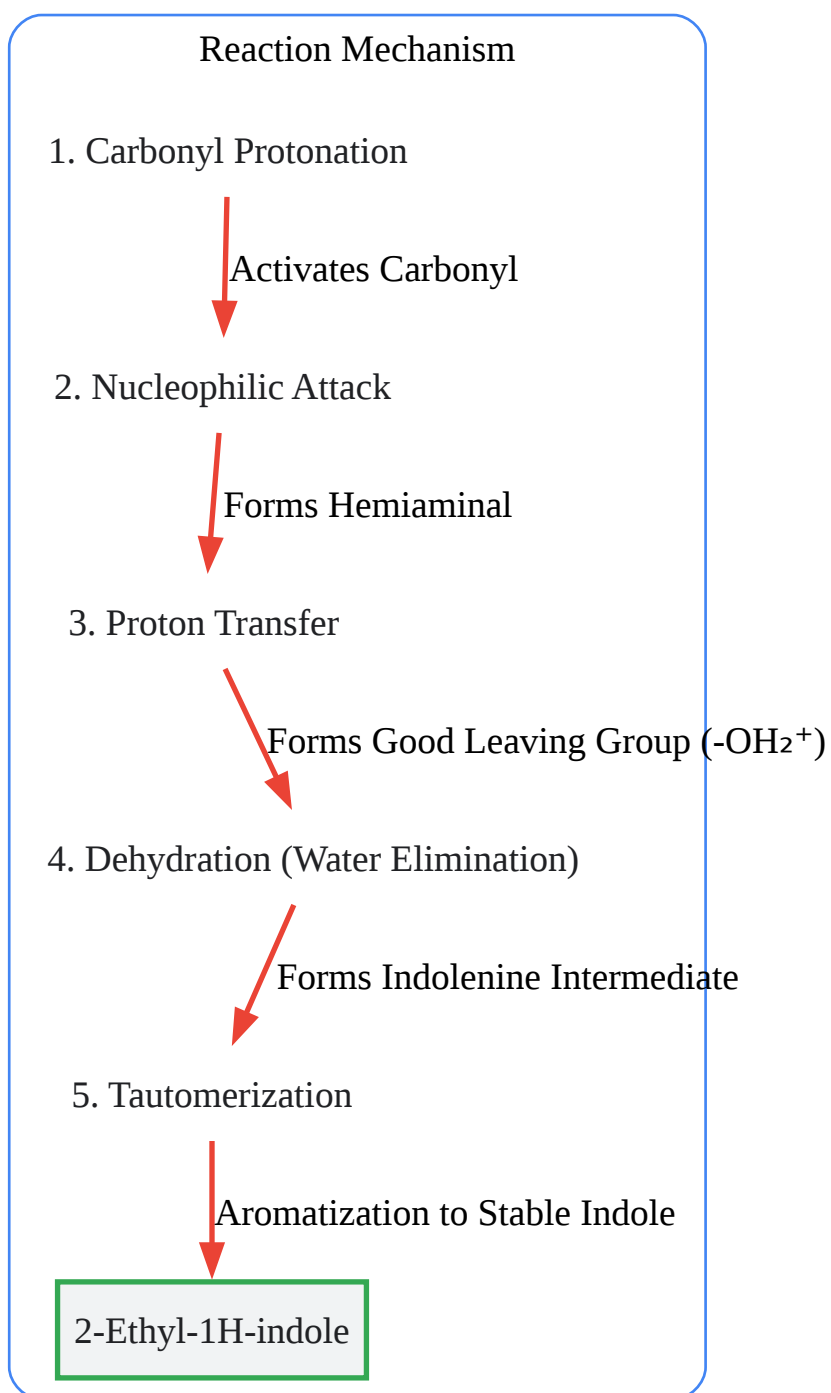 Reaction Mechanism
1. Carbonyl Protonation
Activates Carbonyl
2. Nucleophilic Attack
Forms Hemiaminal
3. Proton Transfer
Forms Good Leaving Group (-OH₂⁺)
4. Dehydration (Water Elimination)
Forms Indolenine Intermediate
5. Tautomerization
Aromatization to Stable Indole
2-Ethyl-1H-indole